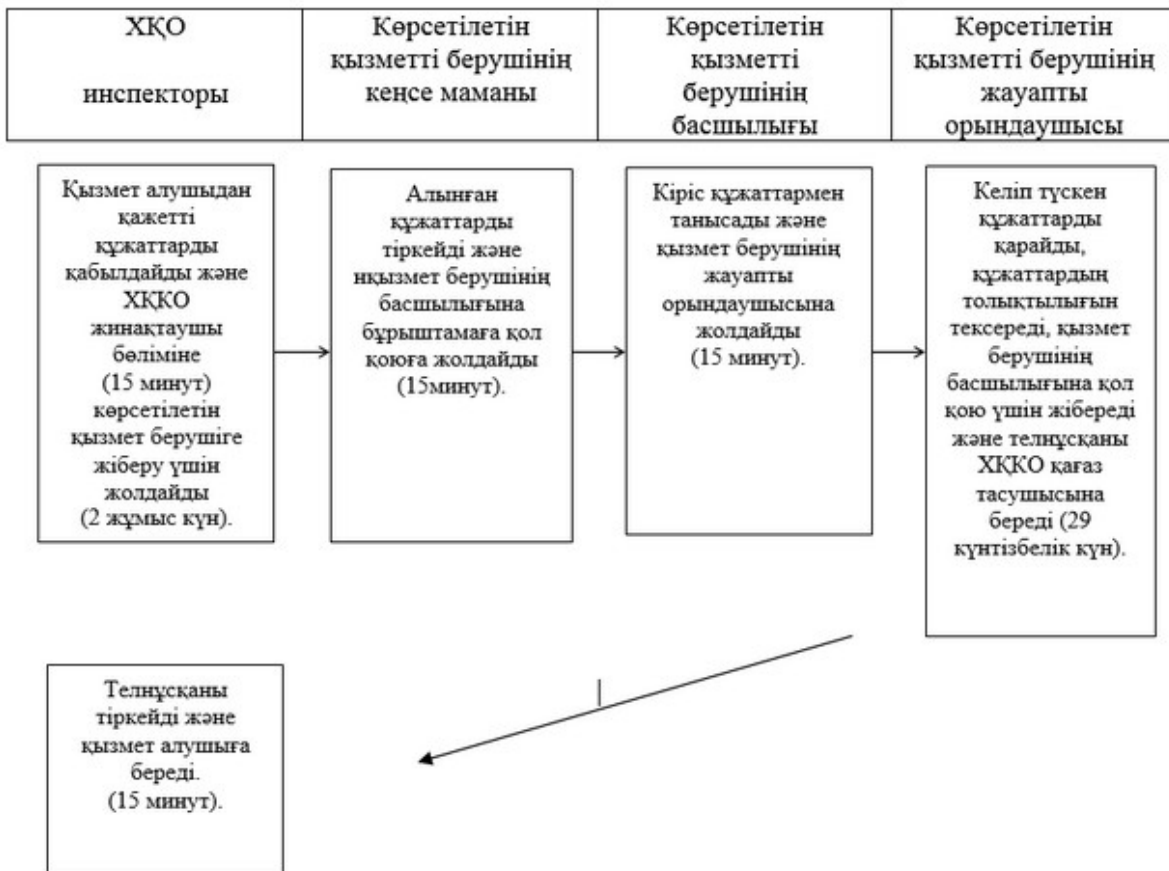 ХҚО
инспекторы
Көрсетілетін
қызметті берушінің
кеңсе маманы
Көрсетілетін
қызметті
берушінің
басшылығы
Көрсетілетін
қызметті берушінің
жауапты
орындаушысы
Қызмет алушыдан
қажетті
құжаттарды
қабылдайды және
ХҚКО
жинақтаушы
бөліміне
(15 минут)
көрсетілетін
қызмет берушіге
жіберу үшін
жолдайды
(2 жұмыс күн).
Алынған
құжаттарды
тіркейді және
нқызмет берушінің
басшылығына
бұрыштамаға қол
қоюға жолдайды
(15минут).
Кіріс құжаттармен
танысады және
қызмет берушінің
жауапты
орындаушысына
жолдайды
(15 минут).
Келіп түскен
құжаттарды
қарайды,
құжаттардың
толықтылығын
тексереді, қызмет
берушінің
басшылығына қол
қою үшін жібереді
және телнұсқаны
ХҚКО қағаз
тасушысына
береді (29
күнтізбелік күн).
Телнұсқаны
тіркейді және
қызмет алушыға
береді.
(15 минут).